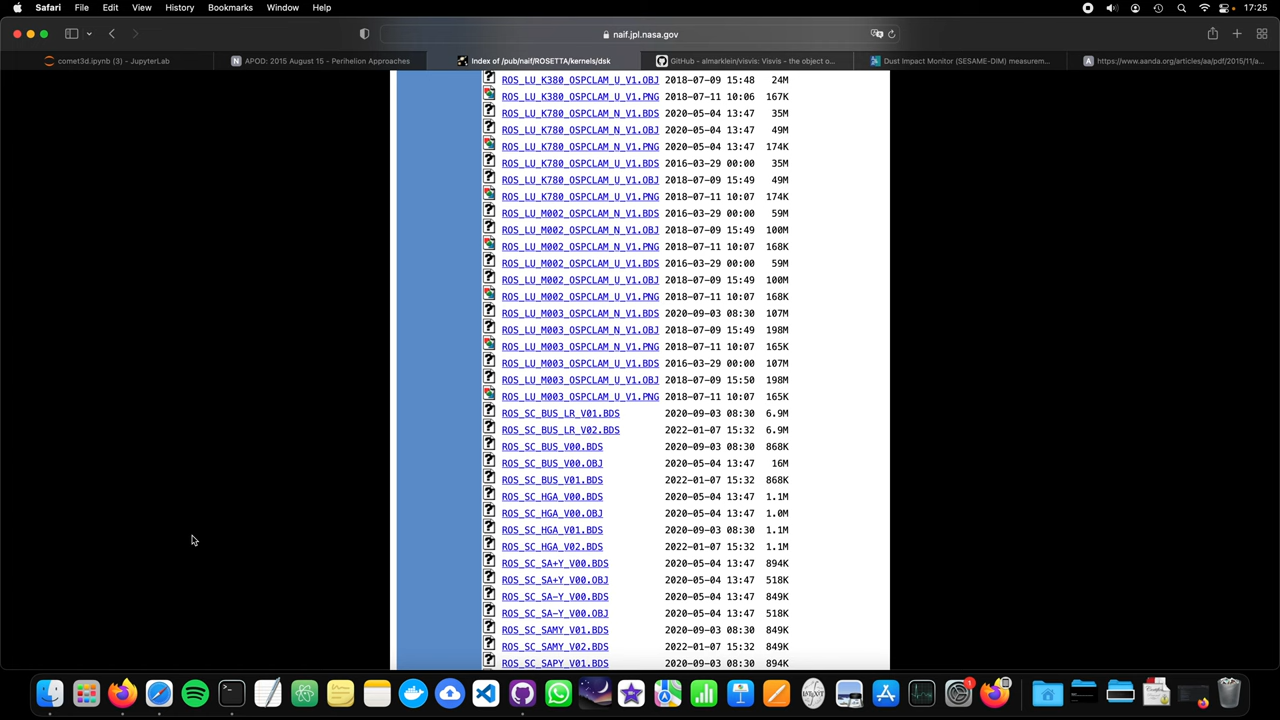 Safari File Edit View History Bookmarks Window Help 17:25
naif.jpl.nasa.gov
comet3d.ipynb (3) - JupyterLab
APOD: 2015 August 15 - Perihelion Approaches
Index of /pub/naif/ROSETTA/kernels/dsk
GitHub - almarklein/visvis: Visvis - the object o...
Dust Impact Monitor (SESAME-DIM) measurem...
https://www.aanda.org/articles/aa/pdf/2015/11/a...
ROS_LU_K380_OSPCLAM_U_V1.OBJ 2018-07-09 15:48 24M
ROS_LU_K380_OSPCLAM_U_V1.PNG 2018-07-11 10:06 167K
ROS_LU_K780_OSPCLAM_N_V1.BDS 2020-05-04 13:47 35M
ROS_LU_K780_OSPCLAM_N_V1.OBJ 2020-05-04 13:47 49M
ROS_LU_K780_OSPCLAM_N_V1.PNG 2020-05-04 13:47 174K
ROS_LU_K780_OSPCLAM_U_V1.BDS 2016-03-29 00:00 35M
ROS_LU_K780_OSPCLAM_U_V1.OBJ 2018-07-09 15:49 49M
ROS_LU_K780_OSPCLAM_U_V1.PNG 2018-07-11 10:07 174K
ROS_LU_M002_OSPCLAM_N_V1.BDS 2016-03-29 00:00 59M
ROS_LU_M002_OSPCLAM_N_V1.OBJ 2018-07-09 15:49 100M
ROS_LU_M002_OSPCLAM_N_V1.PNG 2018-07-11 10:07 168K
ROS_LU_M002_OSPCLAM_U_V1.BDS 2016-03-29 00:00 59M
ROS_LU_M002_OSPCLAM_U_V1.OBJ 2018-07-09 15:49 100M
ROS_LU_M002_OSPCLAM_U_V1.PNG 2018-07-11 10:07 168K
ROS_LU_M003_OSPCLAM_N_V1.BDS 2020-09-03 08:30 107M
ROS_LU_M003_OSPCLAM_N_V1.OBJ 2018-07-09 15:49 198M
ROS_LU_M003_OSPCLAM_N_V1.PNG 2018-07-11 10:07 165K
ROS_LU_M003_OSPCLAM_U_V1.BDS 2016-03-29 00:00 107M
ROS_LU_M003_OSPCLAM_U_V1.OBJ 2018-07-09 15:50 198M
ROS_LU_M003_OSPCLAM_U_V1.PNG 2018-07-11 10:07 165K
ROS_SC_BUS_LR_V01.BDS 2020-09-03 08:30 6.9M
ROS_SC_BUS_LR_V02.BDS 2022-01-07 15:32 6.9M
ROS_SC_BUS_V00.BDS 2020-09-03 08:30 868K
ROS_SC_BUS_V00.OBJ 2020-05-04 13:47 16M
ROS_SC_BUS_V01.BDS 2022-01-07 15:32 868K
ROS_SC_HGA_V00.BDS 2020-05-04 13:47 1.1M
ROS_SC_HGA_V00.OBJ 2020-05-04 13:47 1.0M
ROS_SC_HGA_V01.BDS 2020-09-03 08:30 1.1M
ROS_SC_HGA_V02.BDS 2022-01-07 15:32 1.1M
ROS_SC_SA+Y_V00.BDS 2020-05-04 13:47 894K
ROS_SC_SA+Y_V00.OBJ 2020-05-04 13:47 518K
ROS_SC_SA-Y_V00.BDS 2020-05-04 13:47 849K
ROS_SC_SA-Y_V00.OBJ 2020-05-04 13:47 518K
ROS_SC_SAMY_V01.BDS 2020-09-03 08:30 849K
ROS_SC_SAMY_V02.BDS 2022-01-07 15:32 849K
ROS_SC_SAPY_V01.BDS 2020-09-03 08:30 894K